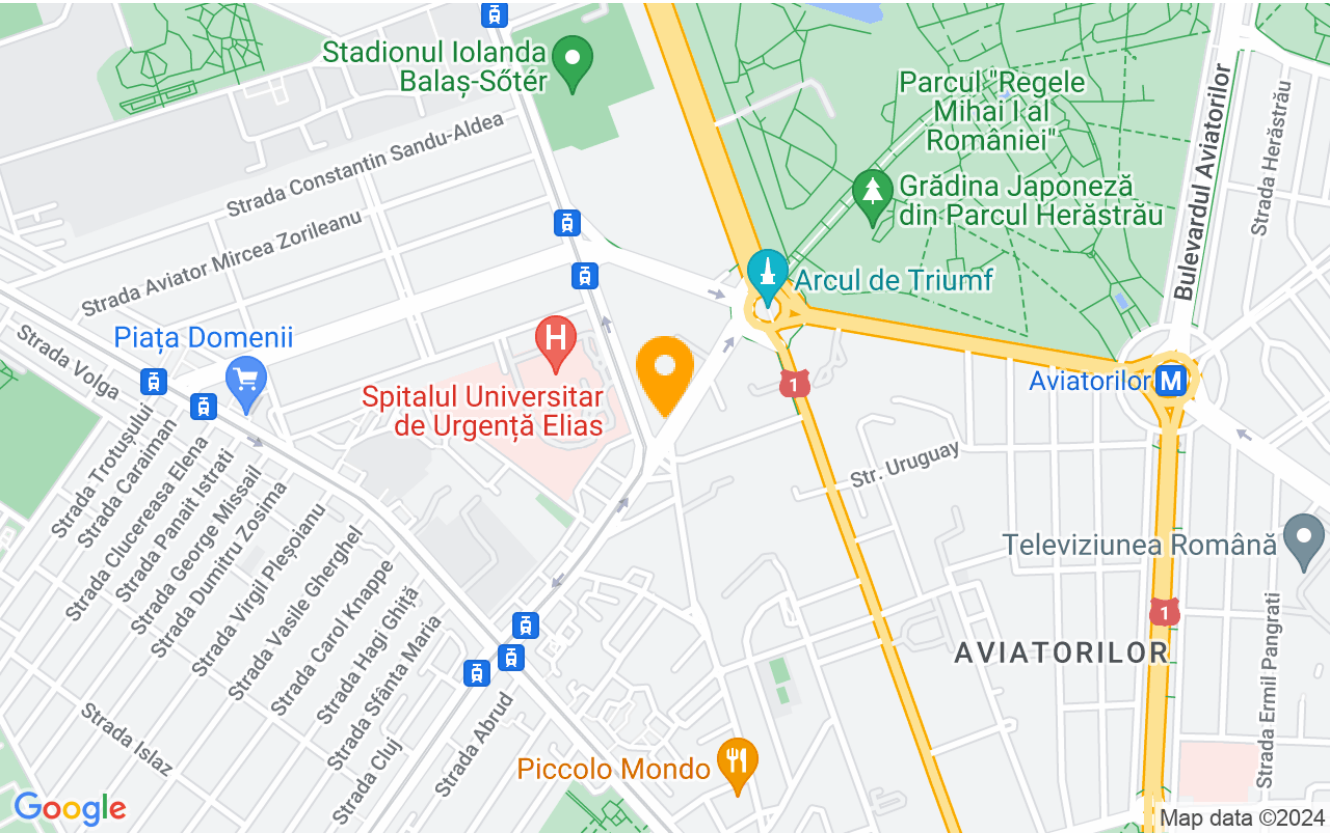 Stadionul Iolanda
Balaș-Sőtér
Parcul "Regele
Mihai I al
României"
Bulevardul Aviatorilor
Strada Herăstrău
Strada Constantin Sandu-Aldea
Grădina Japoneză
din Parcul Herăstrău
Strada Aviator Mircea Zorileanu
Arcul de Triumf
Piața Domenii
H
Strada Volga
Spitalul Universitar
de Urgență Elias
1
Aviatorilor
M
Strada Trotușului
Strada Caraiman
Strada Clucereasa Elena
Strada Panait Istrati
Strada George Missail
Strada Dumitru Zosima
Strada Virgil Pleșoianu
Strada Vasile Gherghel
Strada Carol Knappe
Strada Hagi Ghiță
Strada Sfânta Maria
Strada Cluj
Strada Abrud
Str. Uruguay
Televiziunea Română
1
AVIATORILOR
Strada Ermil Pangrati
Strada Islaz
Piccolo Mondo
Google
Map data ©2024